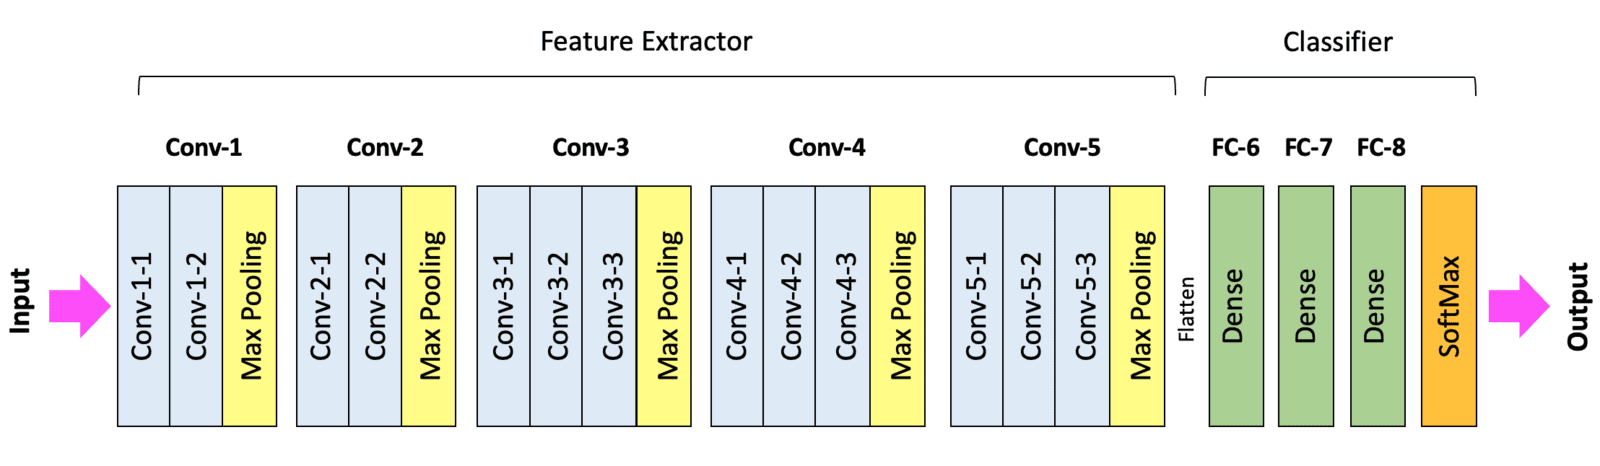 Feature Extractor
Classifier
Conv-1
Conv-2
Conv-3
Conv-4
Conv-5
FC-6
FC-7
FC-8
Input
Conv-1-1
Conv-1-2
Max Pooling
Conv-2-1
Conv-2-2
Max Pooling
Conv-3-1
Conv-3-2
Conv-3-3
Max Pooling
Conv-4-1
Conv-4-2
Conv-4-3
Max Pooling
Conv-5-1
Conv-5-2
Conv-5-3
Max Pooling
Flatten
Dense
Dense
Dense
SoftMax
Output